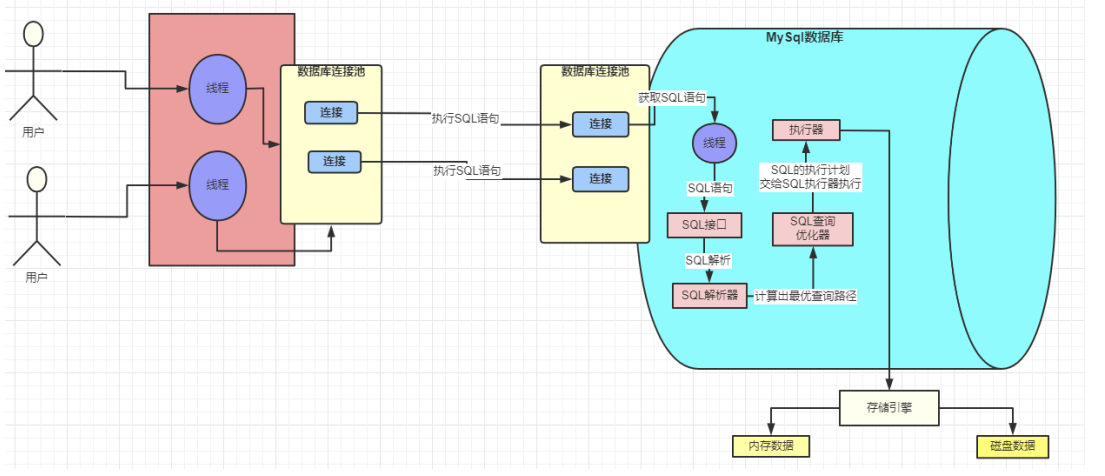 用户
用户
线程
线程
数据库连接池
连接
连接
执行SQL语句
执行SQL语句
数据库连接池
连接
连接
MySql数据库
获取SQL语句
线程
SQL语句
SQL接口
SQL解析
SQL解析器
计算出最优查询路径
SQL查询
优化器
SQL的执行计划
交给SQL执行器执行
执行器
存储引擎
内存数据
磁盘数据